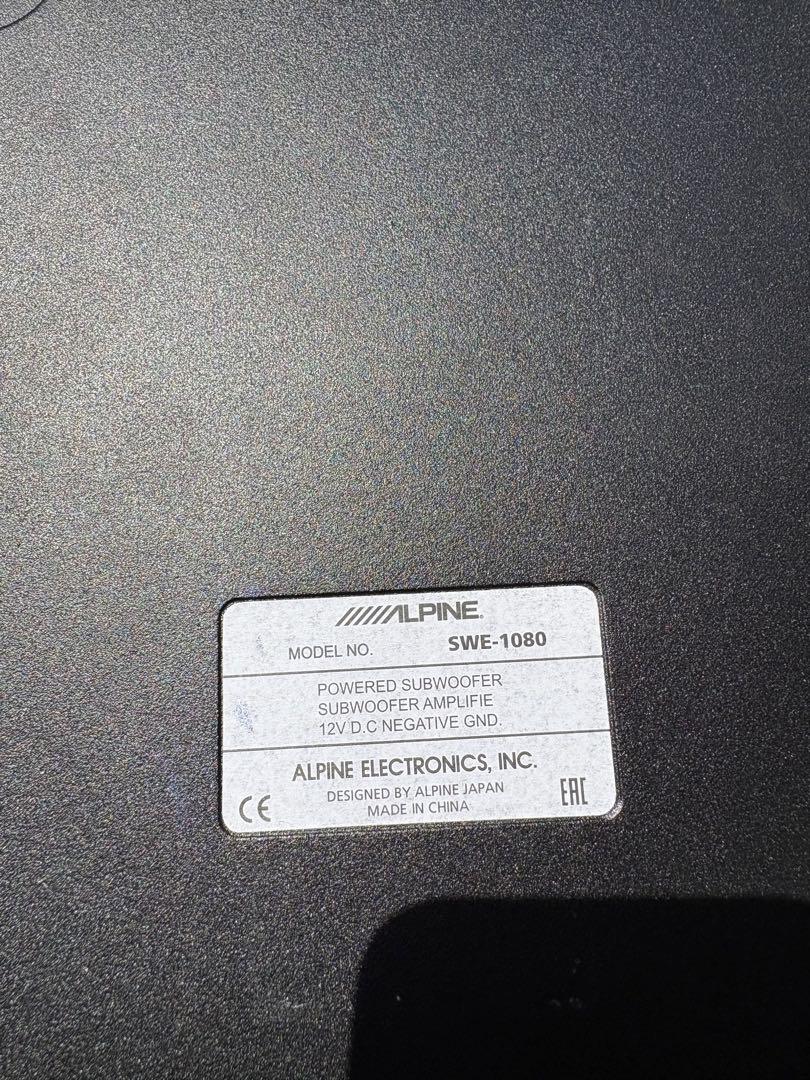 ALPINE®
MODEL NO. SWE-1080
POWERED SUBWOOFER
SUBWOOFER AMPLIFIE
12V D.C NEGATIVE GND.
ALPINE ELECTRONICS, INC.
DESIGNED BY ALPINE JAPAN
MADE IN CHINA
CE
EAC